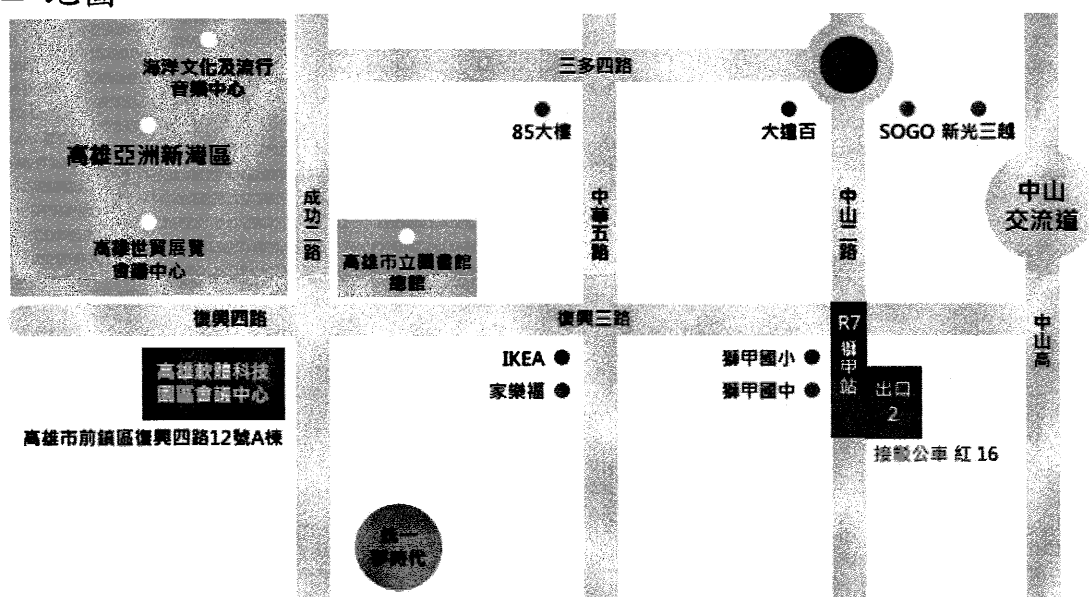 地圖
海洋文化及流行
音樂中心
三多四路
85大樓
大遠百
SOGO
新光三越
高雄亞洲新灣區
中山
交流道
成功二路
中華五路
中山二路
高雄世貿展覽
會議中心
高雄市立圖書館
總館
復興四路
復興三路
R7
獅甲站
中山高
IKEA
獅甲國小
高雄軟體科技
園區會議中心
家樂福
獅甲國中
出口
2
高雄市前鎮區復興四路12號A棟
接駁公車 紅 16
統一
夢時代